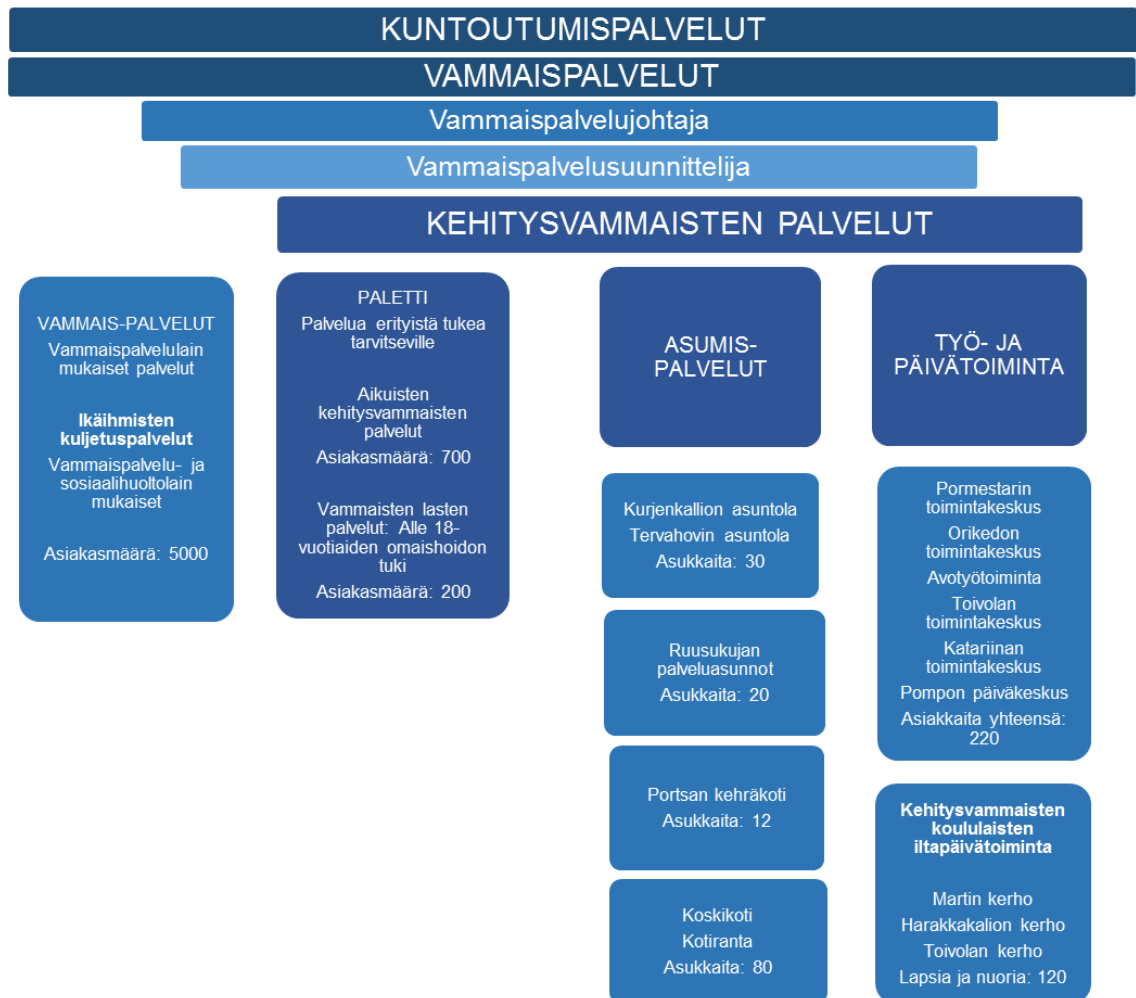 KUNTOUTUMISPALVELUT
VAMMAISPALVELUT
Vammaispalvelujohtaja
Vammaispalvelusuunnittelija
KEHITYSVAMMAISTEN PALVELUT
VAMMAIS-PALVELUT
Vammaispalvelulain
mukaiset palvelut
Ikäihmisten
kuljetuspalvelut
Vammaispalvelu- ja
sosiaalihuoltolain
mukaiset
Asiakasmäärä: 5000
PALETTI
Palvelua erityistä tukea
tarvitseville
Aikuisten
kehitysvammaisten
palvelut
Asiakasmäärä: 700
Vammaisten lasten
palvelut: Alle 18-
vuotiaiden omaishoidon
tuki
Asiakasmäärä: 200
ASUMIS-
PALVELUT
Kurjenkallion asuntola
Tervahovin asuntola
Asukkaita: 30
Ruusukujan
palveluasunnot
Asukkaita: 20
Portsan kehräkoti
Asukkaita: 12
Koskikoti
Kotiranta
Asukkaita: 80
TYÖ- JA
PÄIVÄTOIMINTA
Pormestarin
toimintakeskus
Orikedon
toimintakeskus
Avotyötoiminta
Toivolan
toimintakeskus
Katariinan
toimintakeskus
Pompon päiväkeskus
Asiakkaita yhteensä:
220
Kehitysvammaisten
koululaisten
iltapäivätoiminta
Martin kerho
Harakkakalion kerho
Toivolan kerho
Lapsia ja nuoria: 120